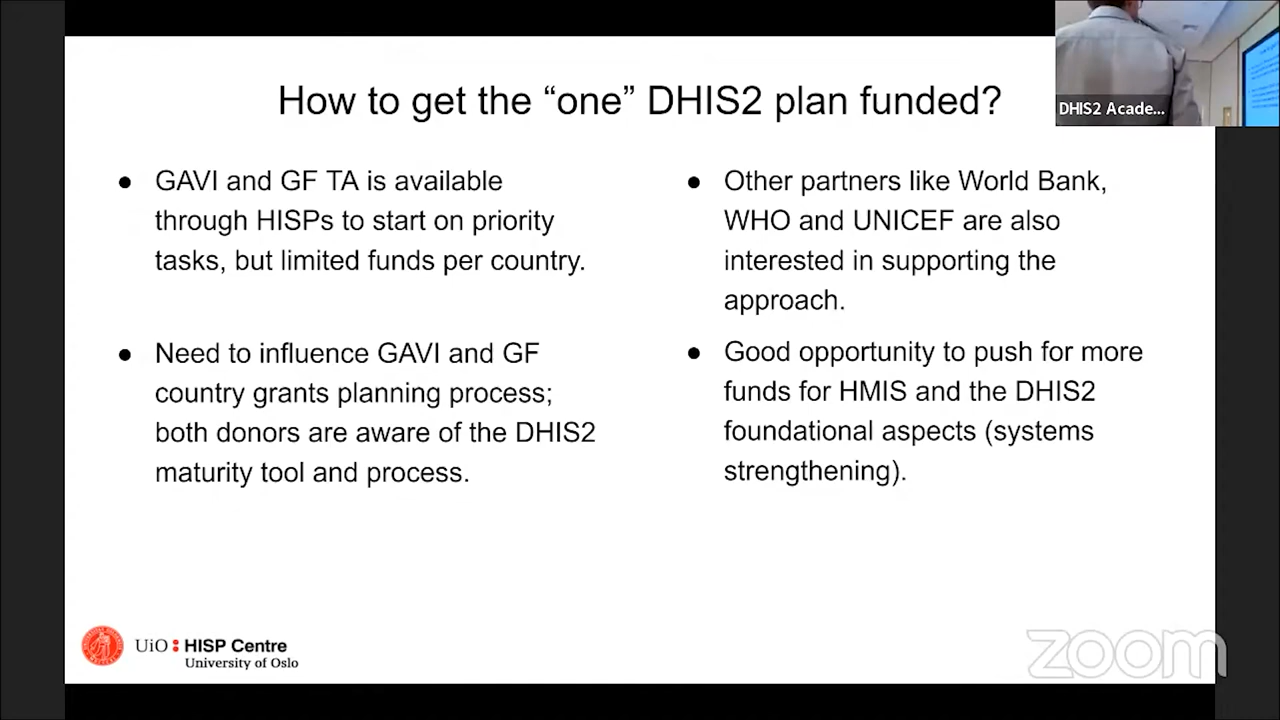 How to get the “one” DHIS2 plan funded?
DHIS2 Acade...
● GAVI and GF TA is available
through HISPs to start on priority
tasks, but limited funds per country.
● Need to influence GAVI and GF
country grants planning process;
both donors are aware of the DHIS2
maturity tool and process.
● Other partners like World Bank,
WHO and UNICEF are also
interested in supporting the
approach.
● Good opportunity to push for more
funds for HMIS and the DHIS2
foundational aspects (systems
strengthening).
UiO: HISP Centre
University of Oslo
zoom